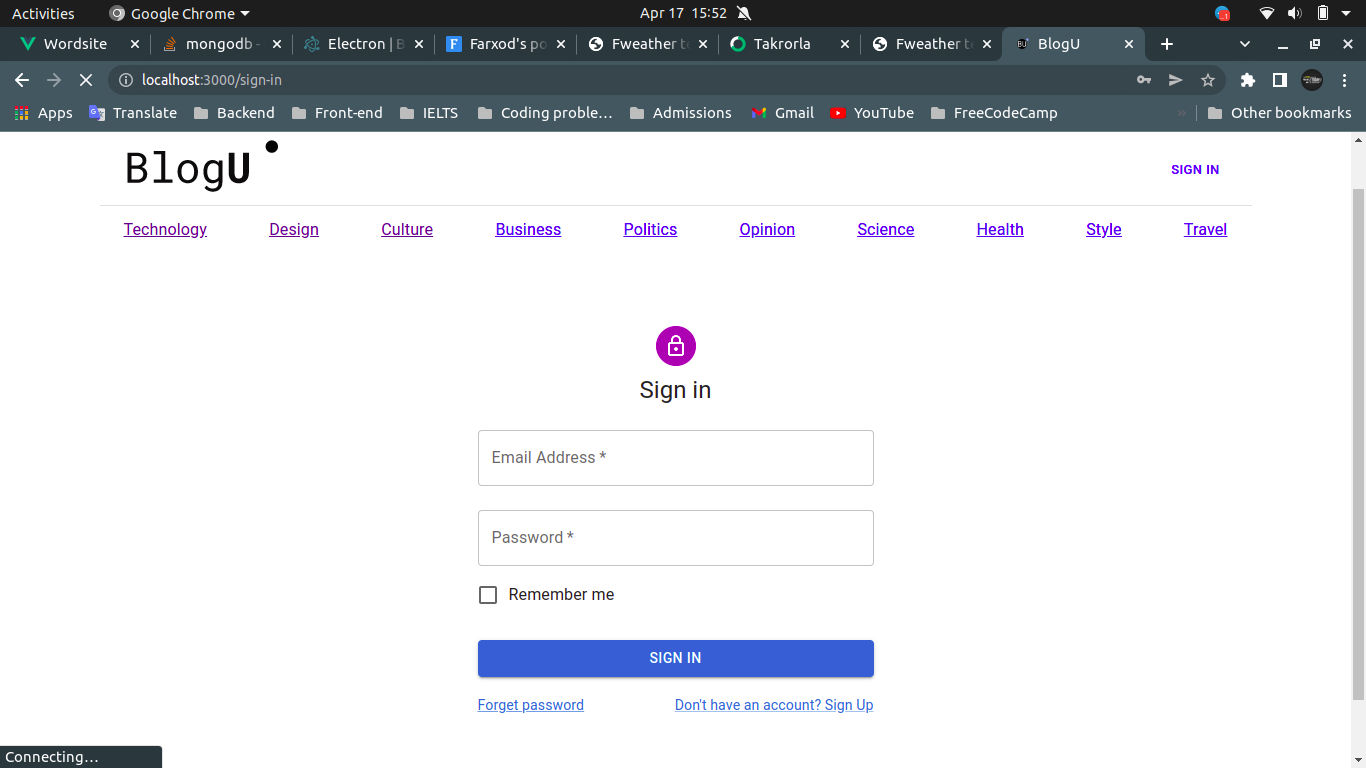 Activities Google Chrome Apr 17 15:52
Wordsite mongodb - Electron | B Farxod's po Fweather te Takrorla Fweather te BlogU
localhost:3000/sign-in
Apps Translate Backend Front-end IELTS Coding proble… Admissions Gmail YouTube FreeCodeCamp » Other bookmarks
BlogU
SIGN IN
Technology Design Culture Business Politics Opinion Science Health Style Travel
Sign in
Email Address *
Password *
Remember me
SIGN IN
Forget password Don't have an account? Sign Up
Connecting…